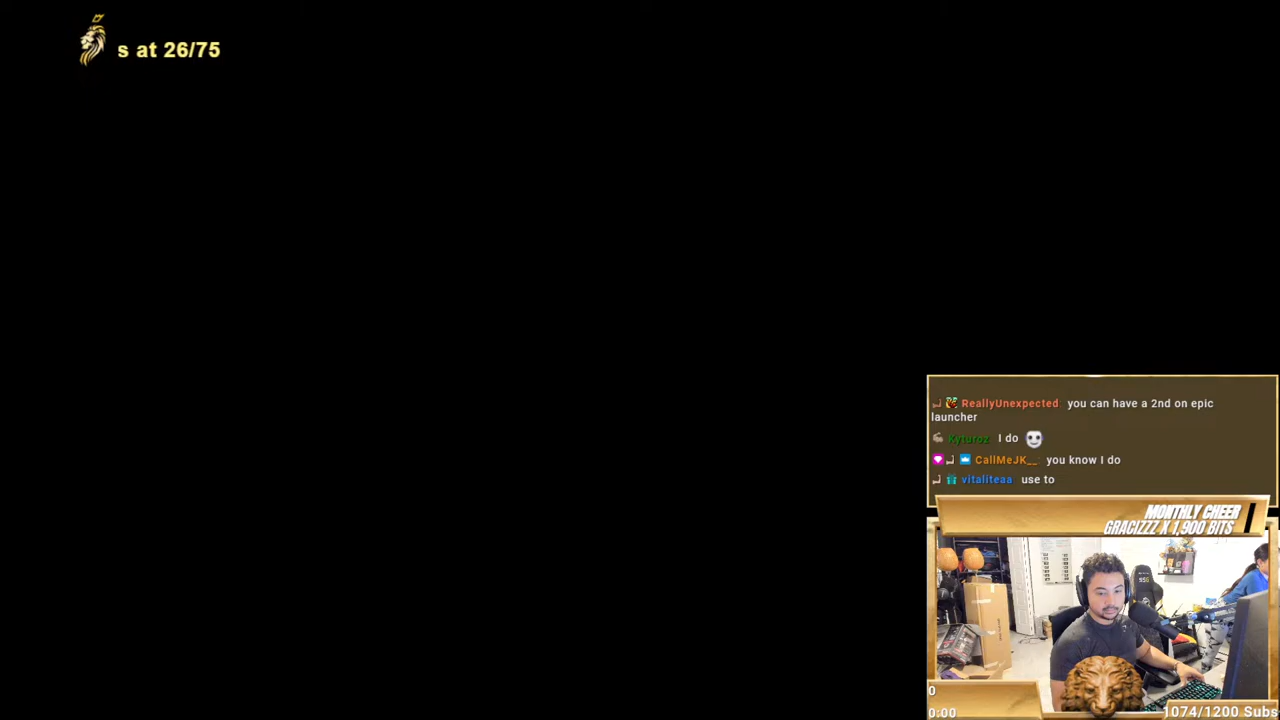 s at 26/75
ReallyUnexpected: you can have a 2nd on epic
launcher
Kyturoz I do
CallMeJK__: you know I do
vitaliteaa use to
MONTHLY CHEER
GRACIZZZ X 1,900 BITS
0
0:00
1074/1200 Subs